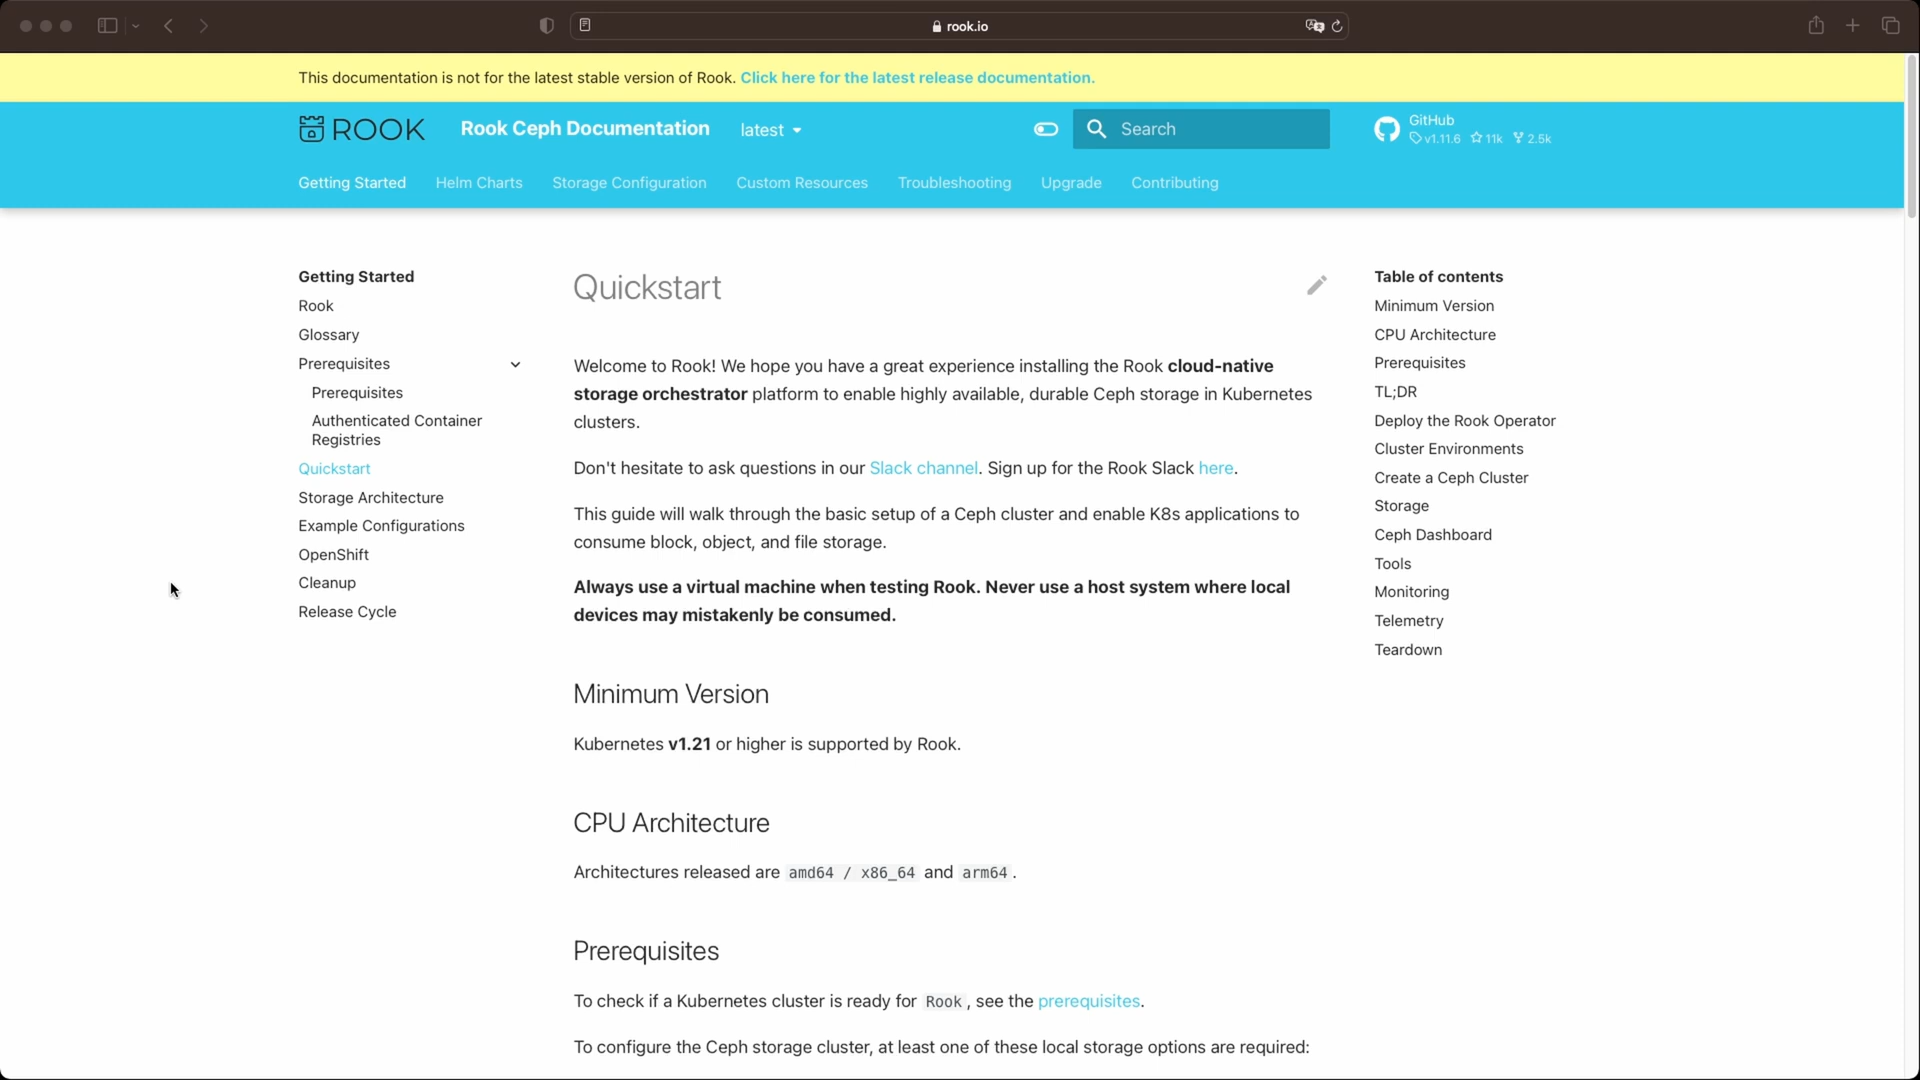 rook.io
This documentation is not for the latest stable version of Rook. Click here for the latest release documentation.
ROOK
Rook Ceph Documentation
latest
Search
GitHub
v1.11.6 11k 2.5k
Getting Started Helm Charts Storage Configuration Custom Resources Troubleshooting Upgrade Contributing
Getting Started
Rook
Glossary
Prerequisites
Prerequisites
Authenticated Container
Registries
Quickstart
Storage Architecture
Example Configurations
OpenShift
Cleanup
Release Cycle
Quickstart
Welcome to Rook! We hope you have a great experience installing the Rook cloud-native
storage orchestrator platform to enable highly available, durable Ceph storage in Kubernetes
clusters.
Don't hesitate to ask questions in our Slack channel. Sign up for the Rook Slack here.
This guide will walk through the basic setup of a Ceph cluster and enable K8s applications to
consume block, object, and file storage.
Always use a virtual machine when testing Rook. Never use a host system where local
devices may mistakenly be consumed.
Minimum Version
Kubernetes v1.21 or higher is supported by Rook.
CPU Architecture
Architectures released are amd64 / x86_64 and arm64.
Prerequisites
To check if a Kubernetes cluster is ready for Rook, see the prerequisites.
To configure the Ceph storage cluster, at least one of these local storage options are required:
Table of contents
Minimum Version
CPU Architecture
Prerequisites
TL;DR
Deploy the Rook Operator
Cluster Environments
Create a Ceph Cluster
Storage
Ceph Dashboard
Tools
Monitoring
Telemetry
Teardown